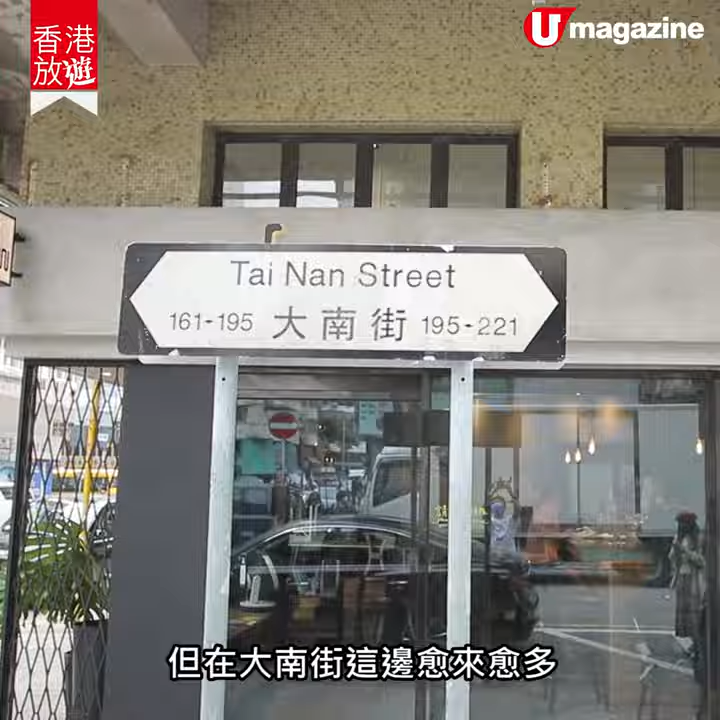 香港
放遊
U magazine
Tai Nan Street
161-195 大南街 195-221
但在大南街這邊愈來愈多